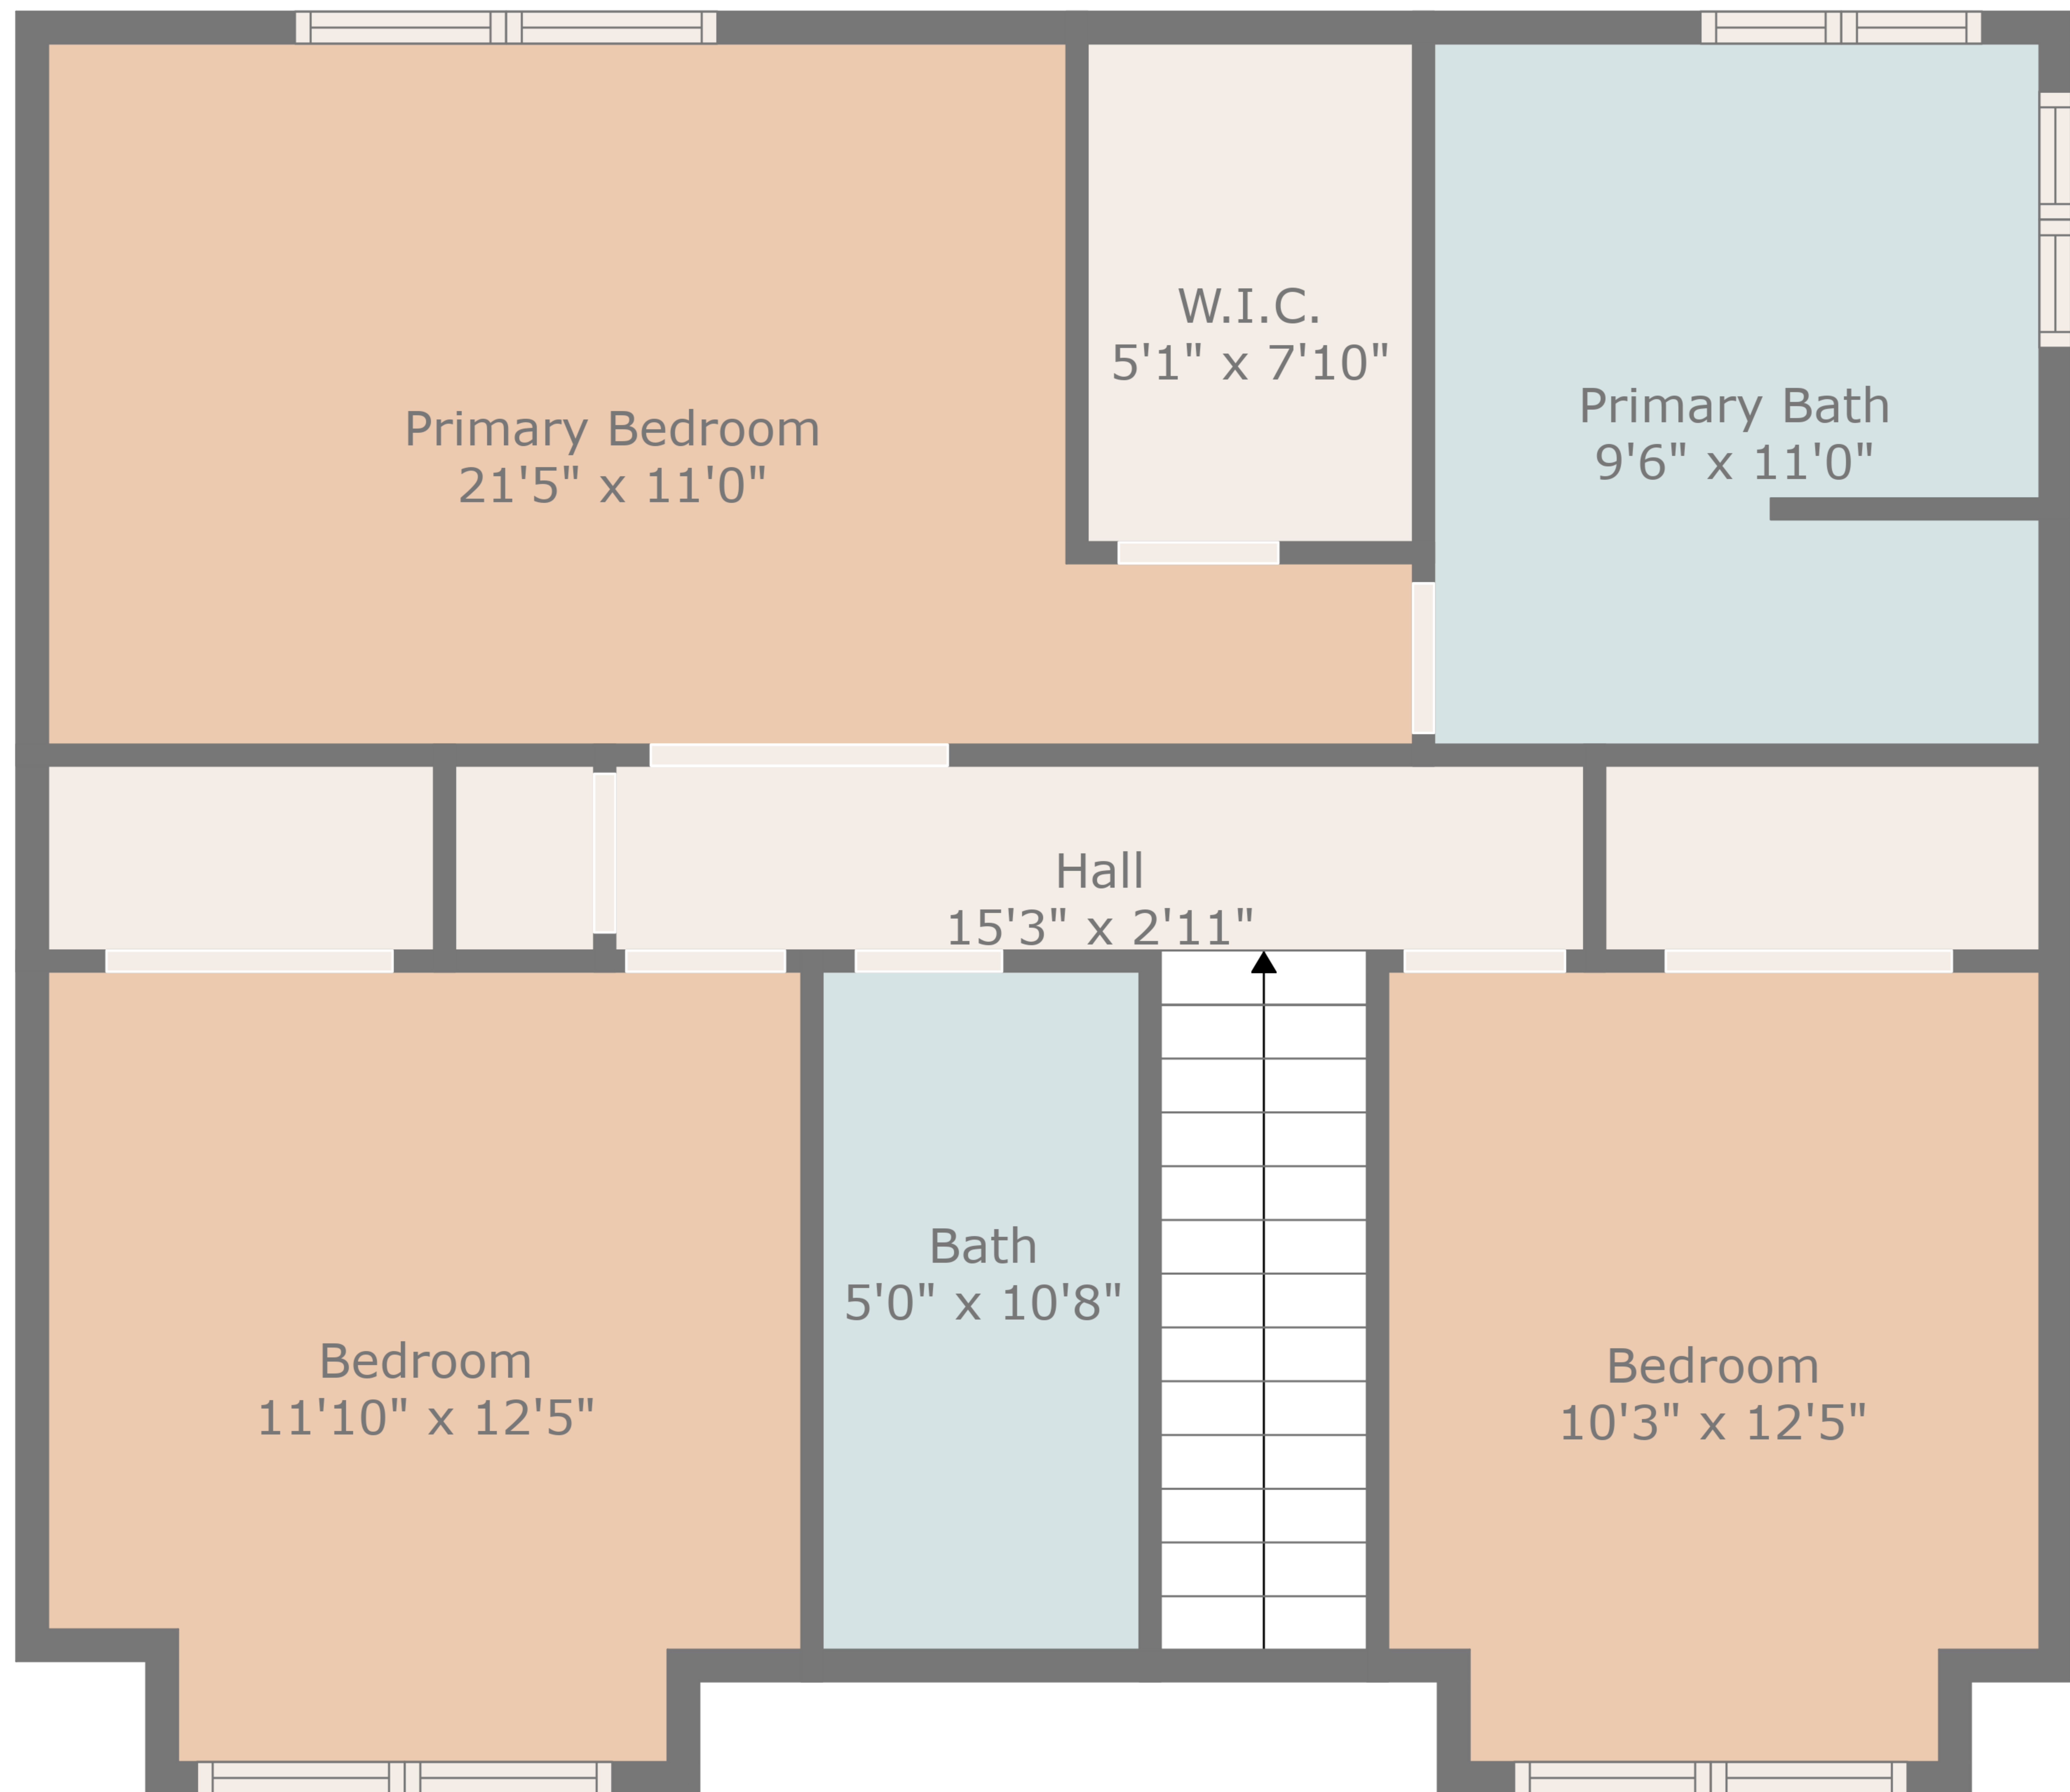 W.I.C.
5'1" x 7'10"
Primary Bedroom
21'5" x 11'0"
Primary Bath
9'6" x 11'0"
Hall
15'3" x 2'11"
Bath
5'0" x 10'8"
Bedroom
11'10" x 12'5"
Bedroom
10'3" x 12'5"